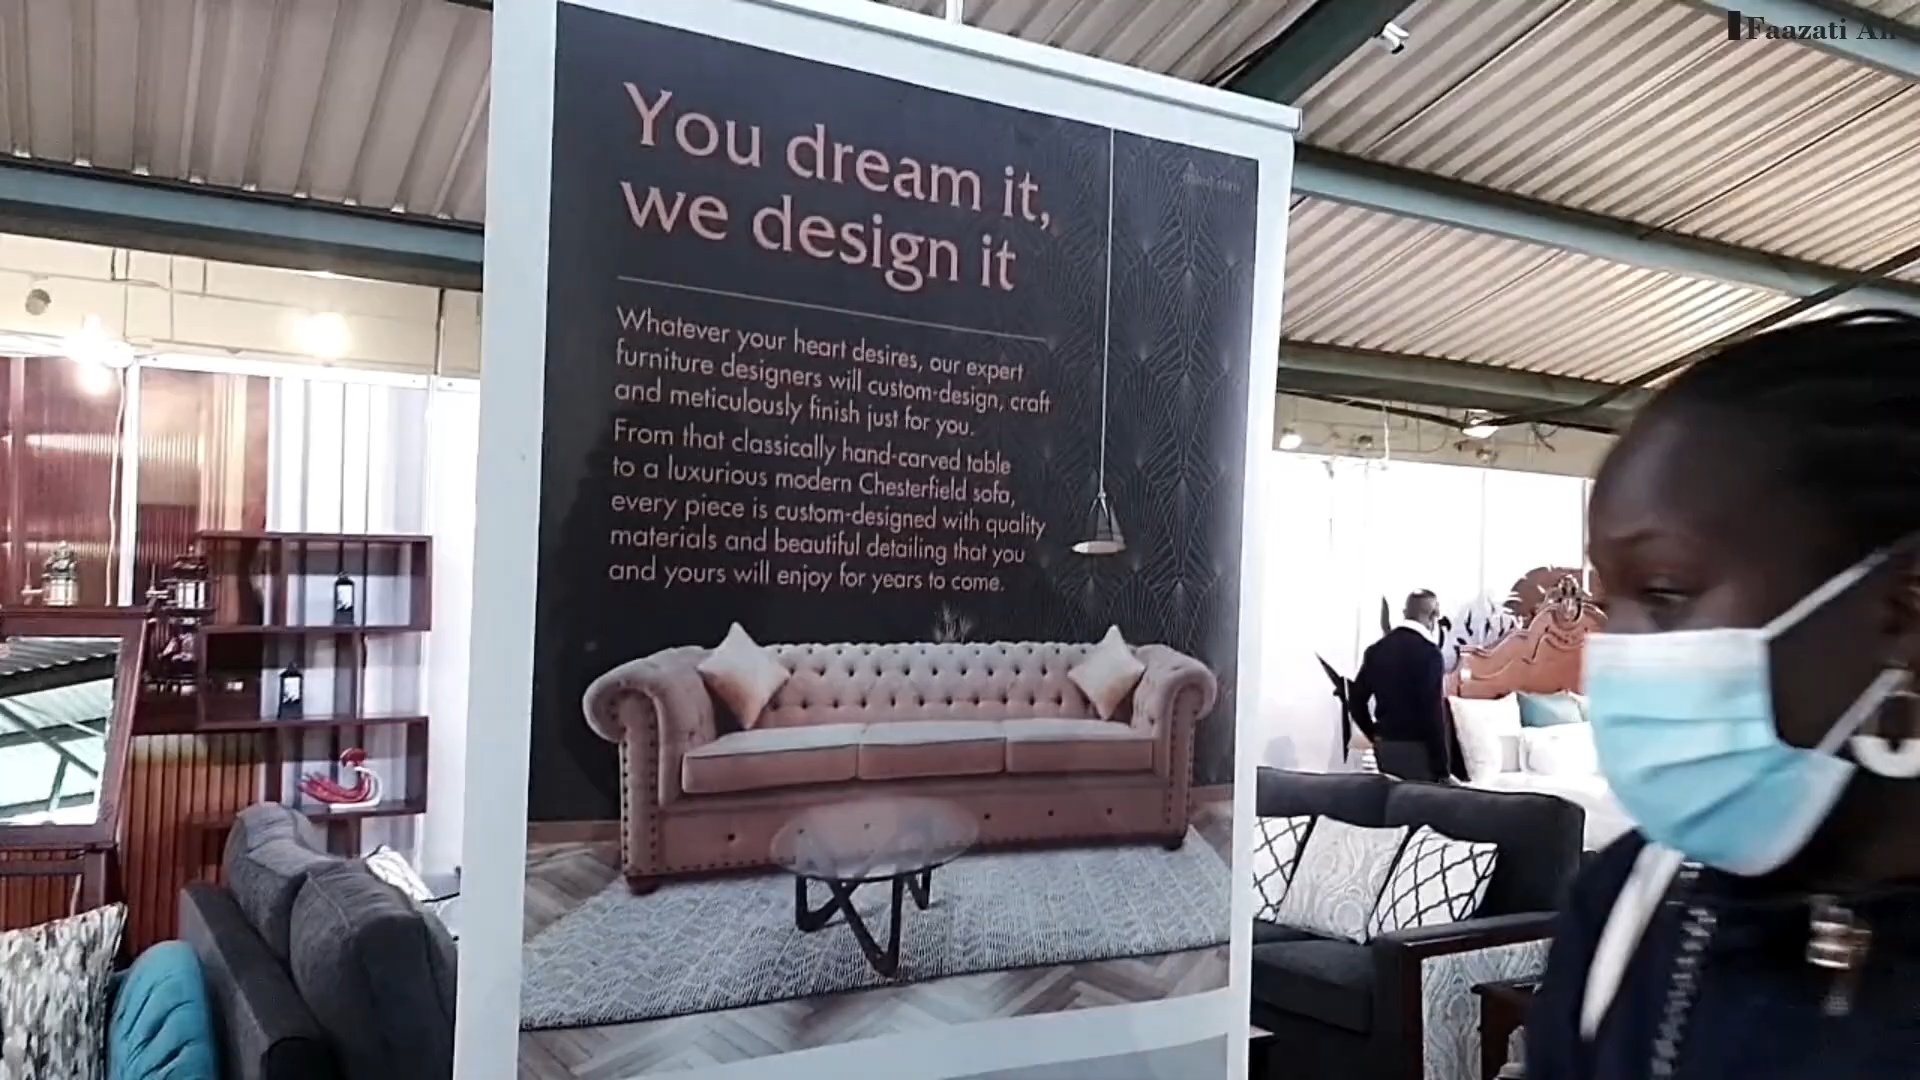 Faazati
You dream it,
we design it
Whatever your heart desires, our expert
furniture designers will custom-design, craft
and meticulously finish just for you.
From that classically hand-carved table
to a luxurious modern Chesterfield sofa,
every piece is custom-designed with quality
materials and beautiful detailing that you
and yours will enjoy for years to come.